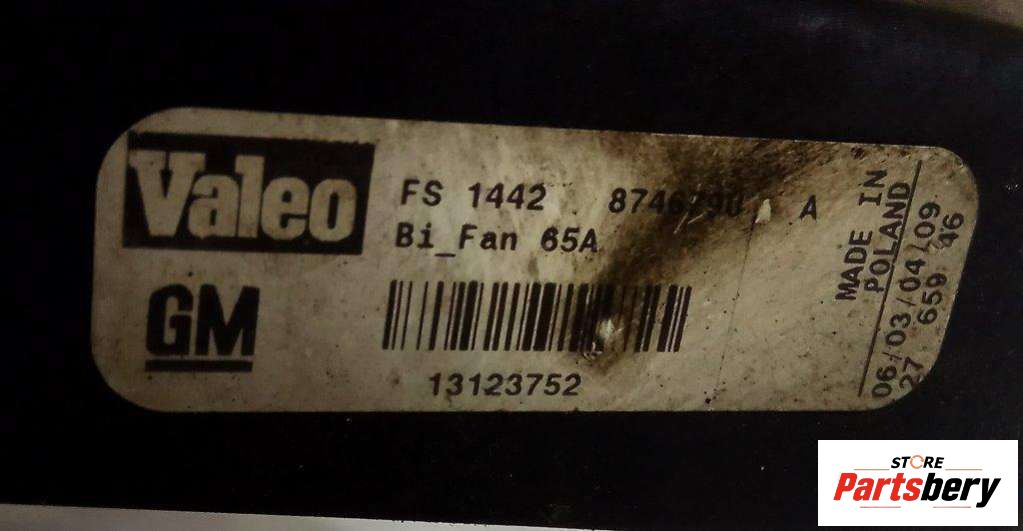 Valeo
FS 1442 A
Bi_Fan 65A
GM
13123752
MADE IN
POLAND
06/03/04/09
27 659 46
STORE
Partsbery